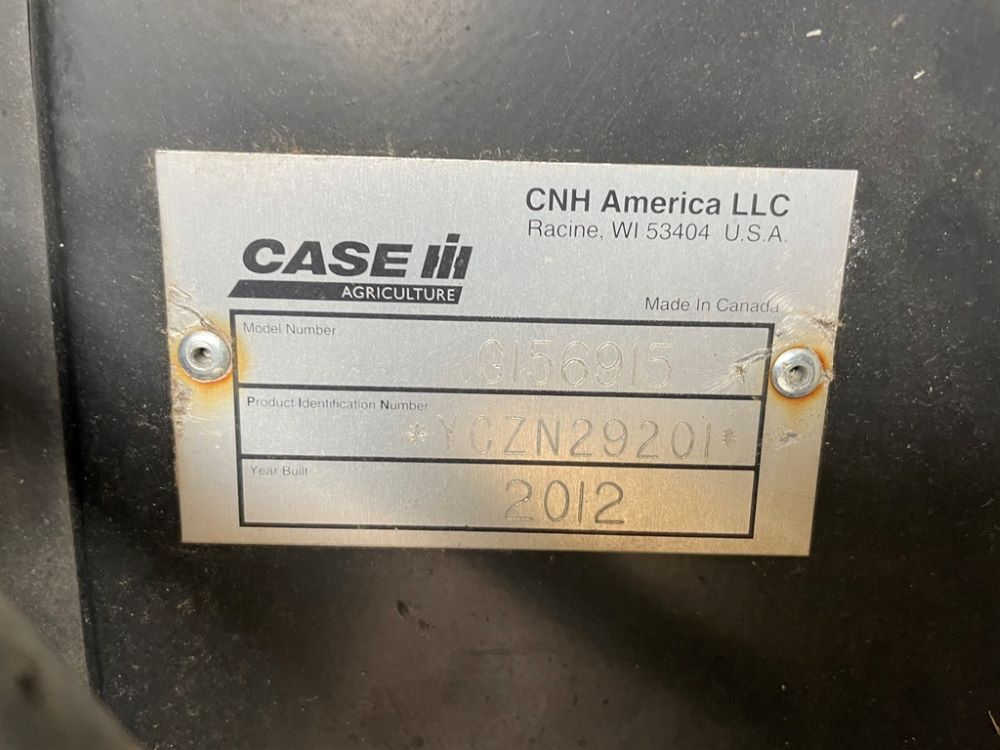 CNH America LLC
Racine, WI 53404 U.S.A.
CASE IH
AGRICULTURE
Made In Canada
Model Number
G156915
Product Identification Number
*YCZN29201*
Year Built
2012